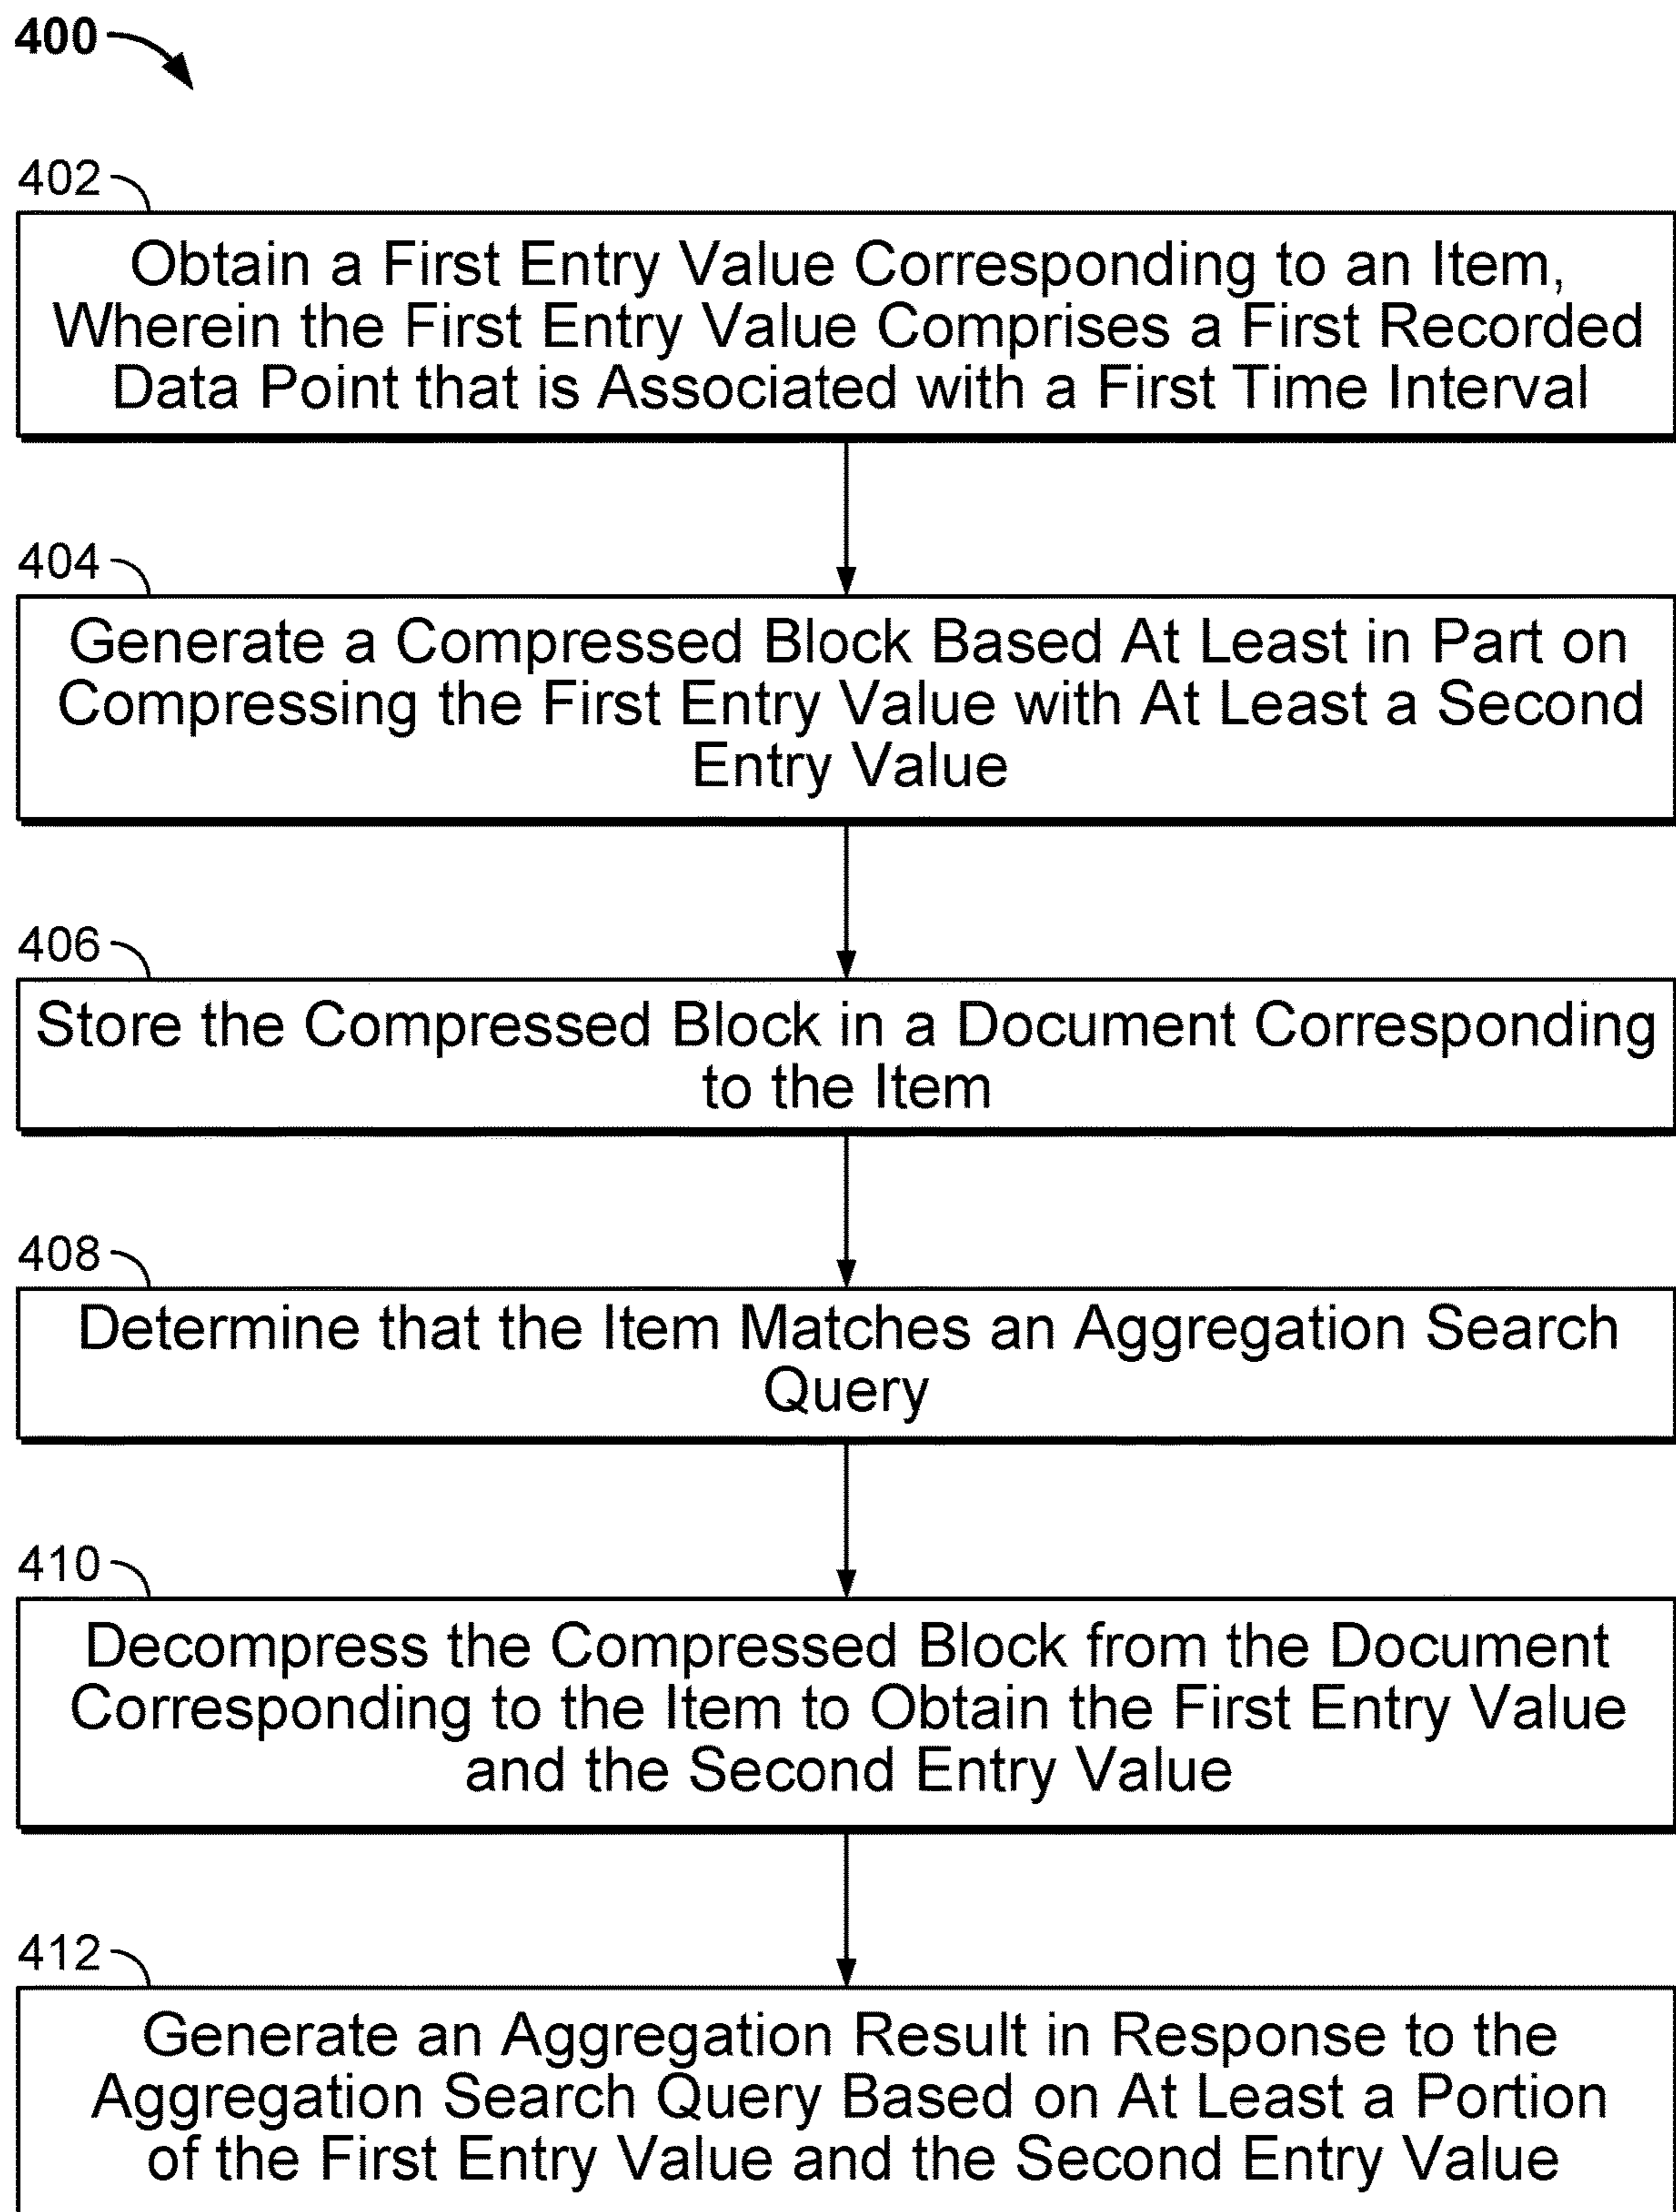 400
402
Obtain a First Entry Value Corresponding to an Item,
Wherein the First Entry Value Comprises a First Recorded
Data Point that is Associated with a First Time Interval
404
Generate a Compressed Block Based At Least in Part on
Compressing the First Entry Value with At Least a Second
Entry Value
406
Store the Compressed Block in a Document Corresponding
to the Item
408
Determine that the Item Matches an Aggregation Search
Query
410
Decompress the Compressed Block from the Document
Corresponding to the Item to Obtain the First Entry Value
and the Second Entry Value
412
Generate an Aggregation Result in Response to the
Aggregation Search Query Based on At Least a Portion
of the First Entry Value and the Second Entry Value